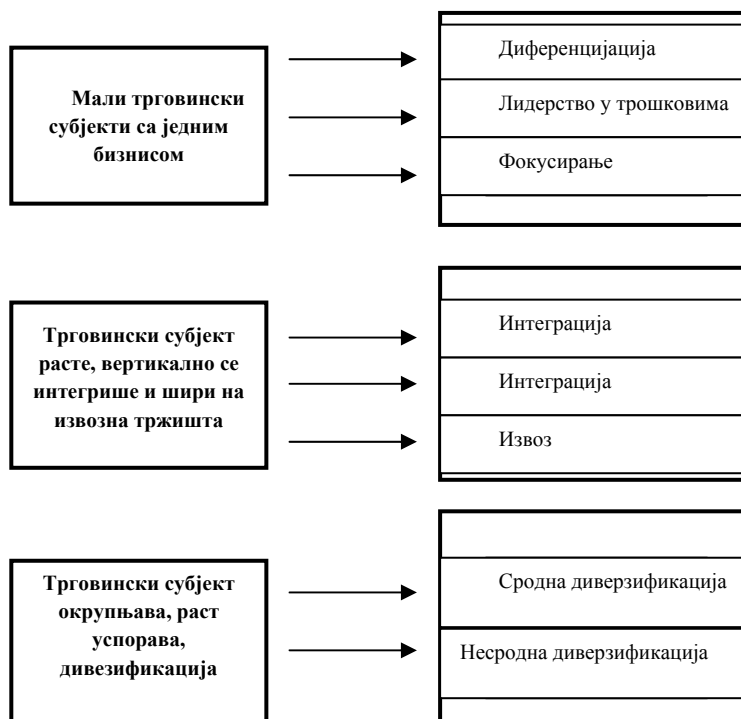 Мали трговински
субјекти са једним
бизнисом
Диференцијација
Лидерство у трошковима
Фокусирање
Трговински субјект
расте, вертикално се
интегрише и шири на
извозна тржишта
Интеграција
Интеграција
Извоз
Трговински субјект
окрупњава, раст
успорава,
дивезификација
Сродна диверзификација
Несродна диверзификација